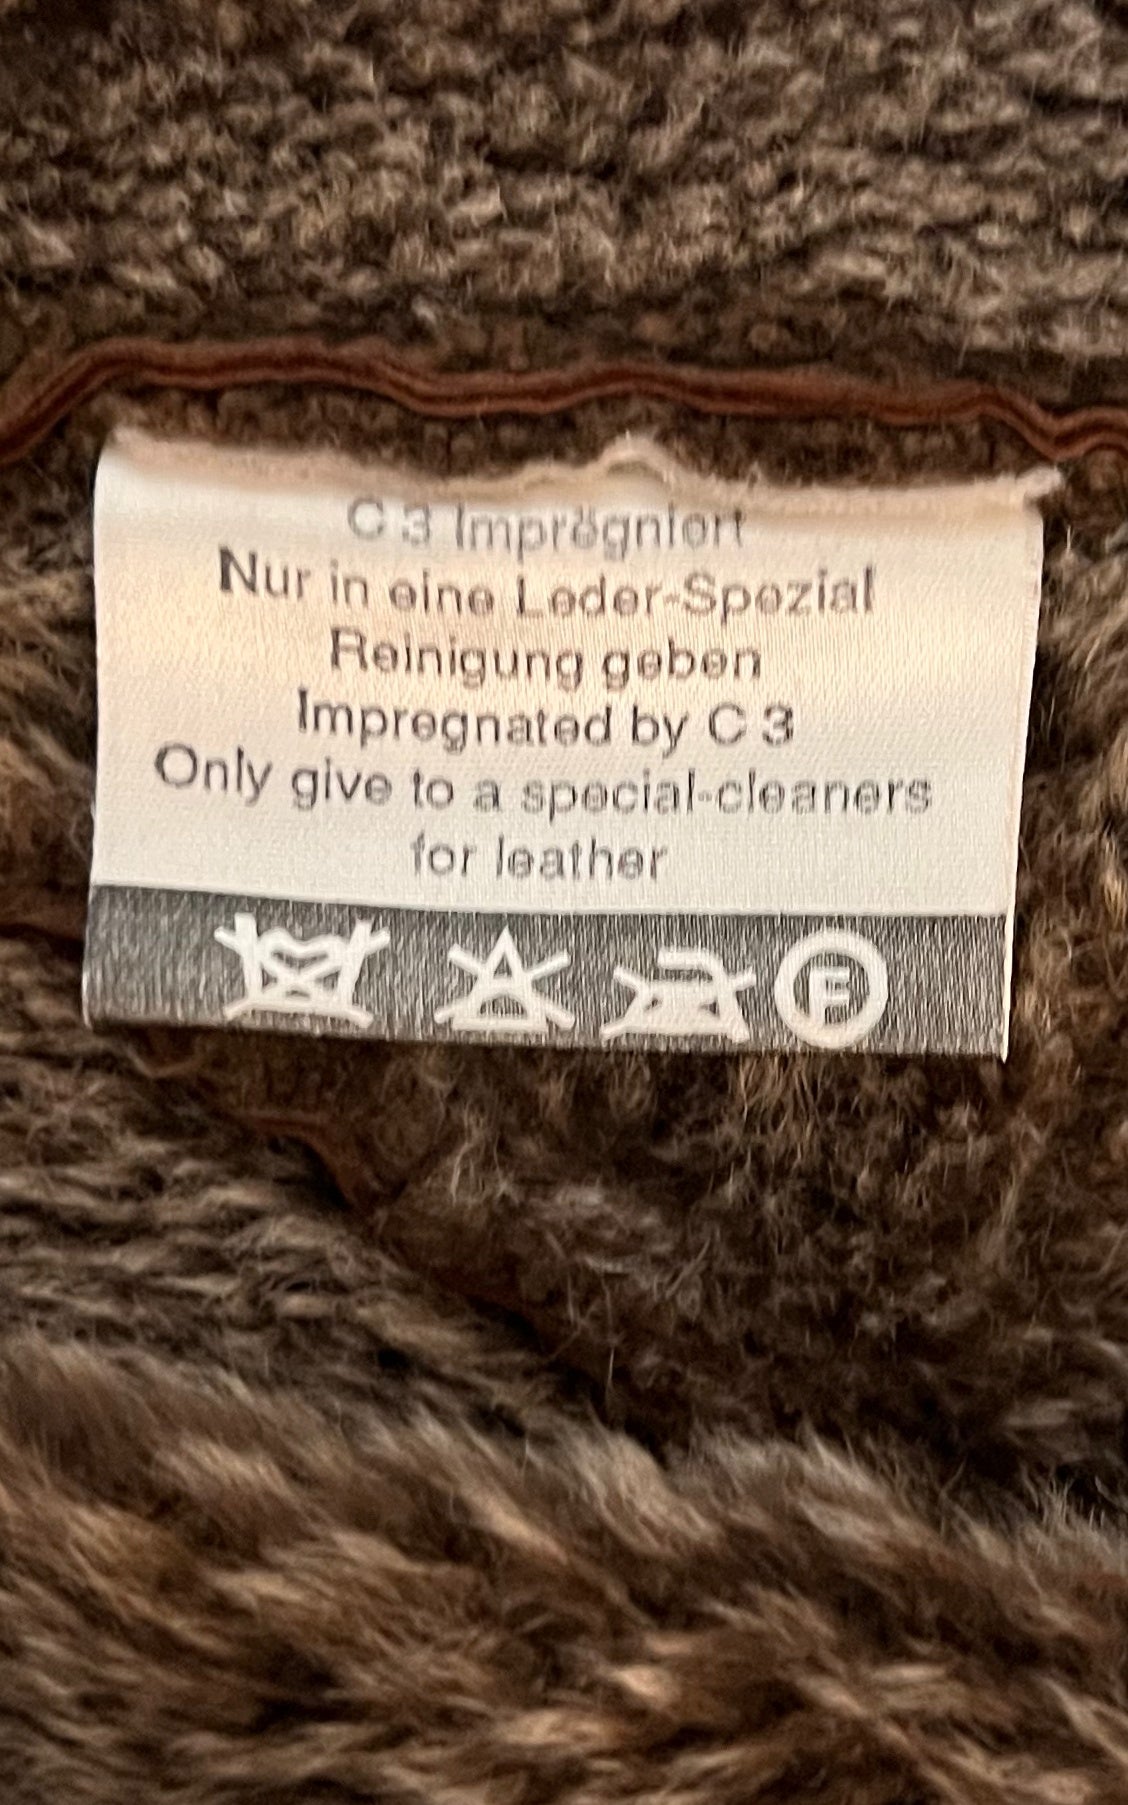 C 3 Imprägniert
Nur in eine Leder-Spezial
Reinigung geben
Impregnated by C 3
Only give to a special-cleaners
for leather
F